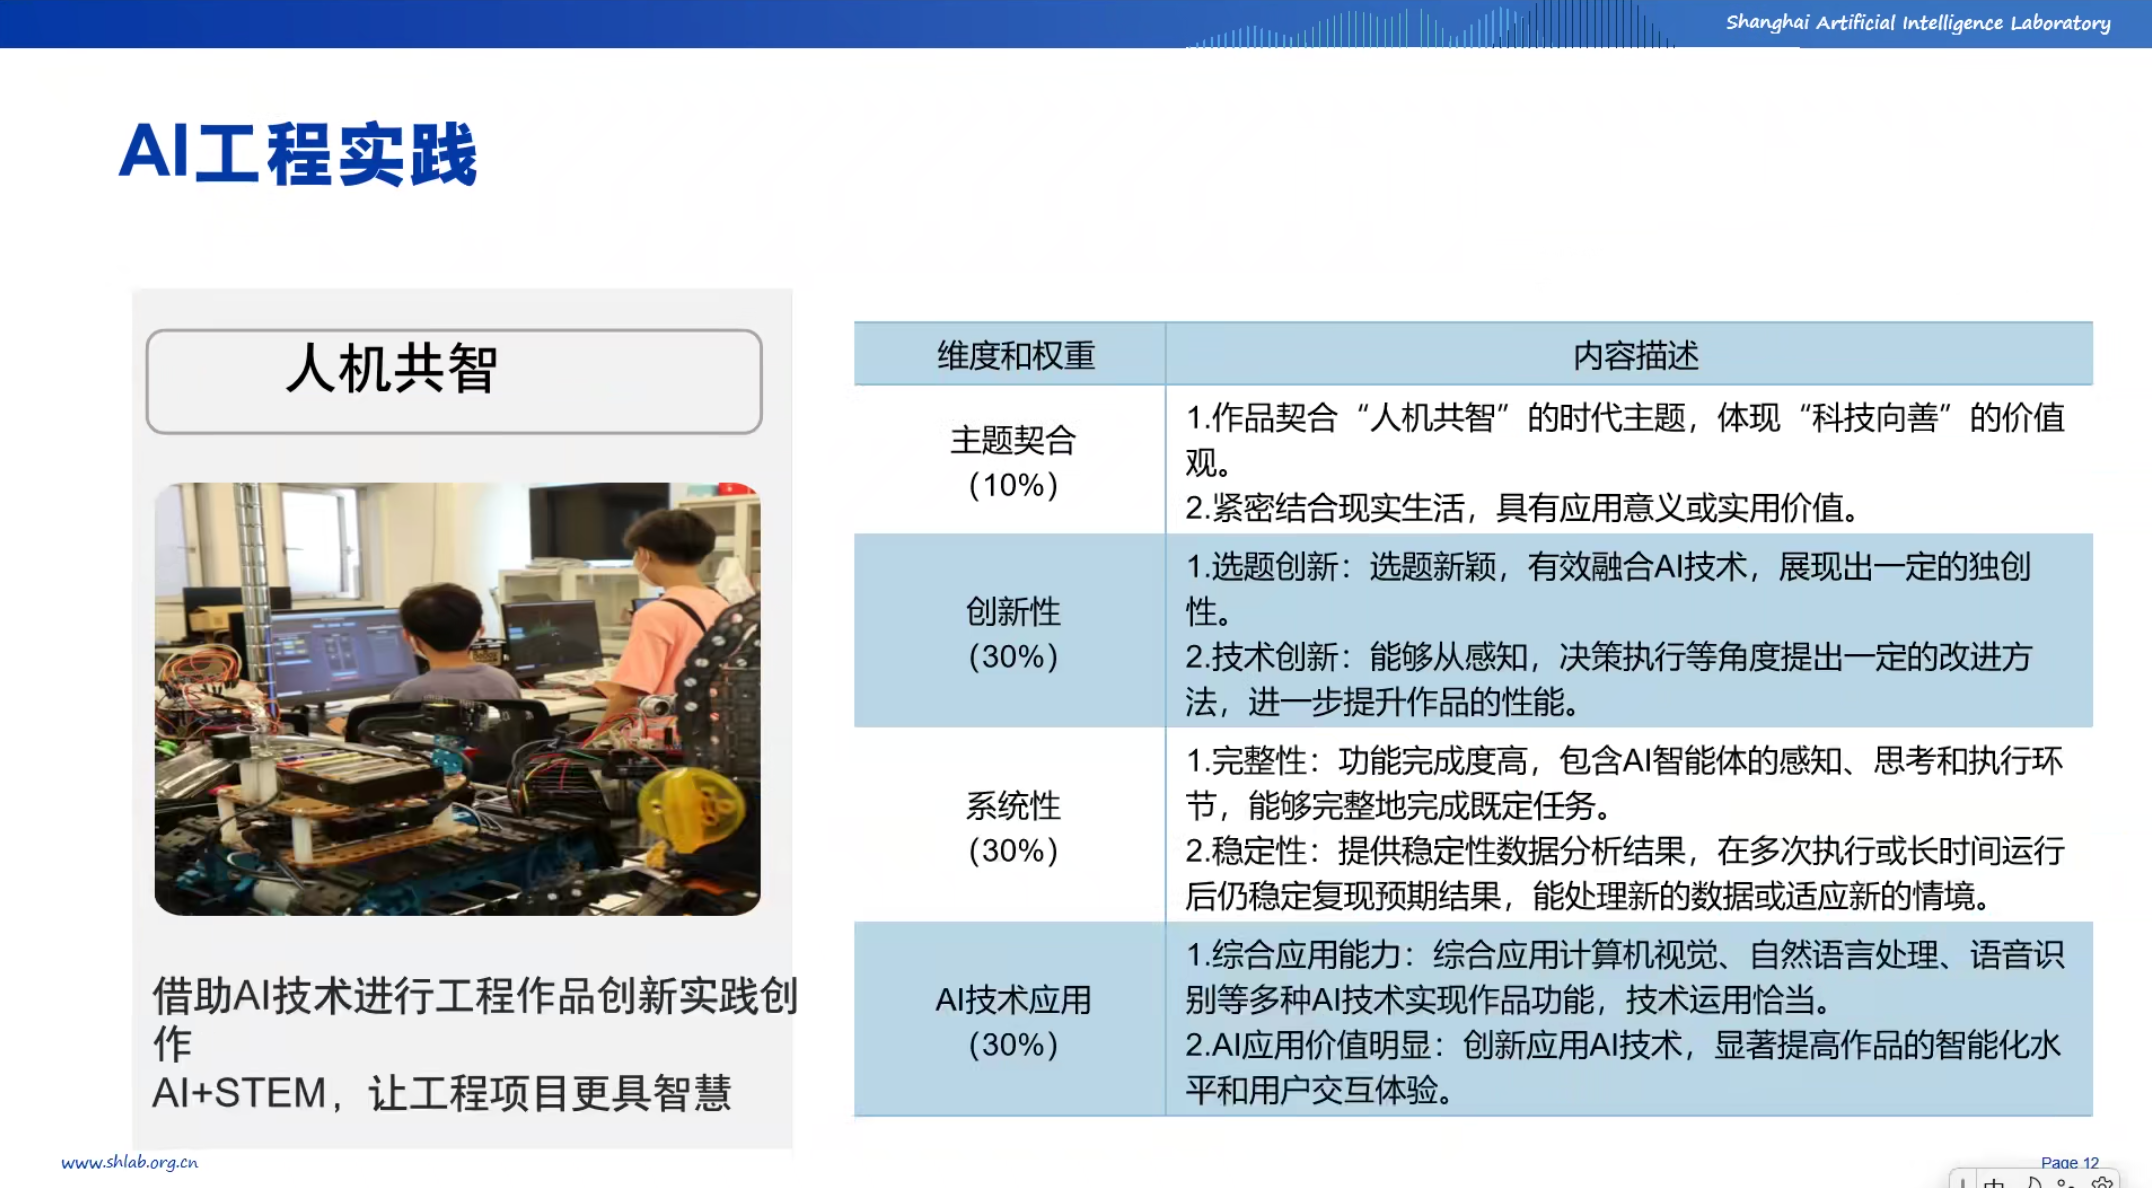 Shanghai Artificial Intelligence Laboratory
AI工程实践
人机共智
借助AI技术进行工程作品创新实践创
作
AI+STEM，让工程项目更具智慧
维度和权重
内容描述
主题契合
（10%）
1.作品契合“人机共智”的时代主题，体现“科技向善”的价值
观。
2.紧密结合现实生活，具有应用意义或实用价值。
创新性
（30%）
1.选题创新：选题新颖，有效融合AI技术，展现出一定的独创
性。
2.技术创新：能够从感知，决策执行等角度提出一定的改进方
法，进一步提升作品的性能。
系统性
（30%）
1.完整性：功能完成度高，包含AI智能体的感知、思考和执行环
节，能够完整地完成既定任务。
2.稳定性：提供稳定性数据分析结果，在多次执行或长时间运行
后仍稳定复现预期结果，能处理新的数据或适应新的情境。
AI技术应用
（30%）
1.综合应用能力：综合应用计算机视觉、自然语言处理、语音识
别等多种AI技术实现作品功能，技术运用恰当。
2.AI应用价值明显：创新应用AI技术，显著提高作品的智能化水
平和用户交互体验。
www.shlab.org.cn
Page 12
中